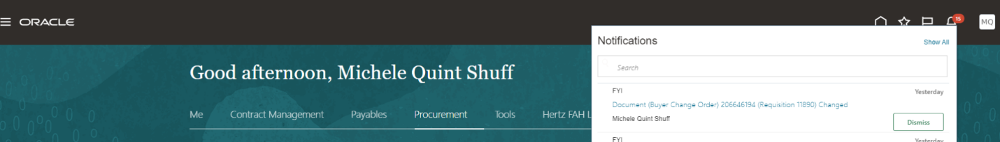 ORACLE
15
MQ
Good afternoon, Michele Quint Shuff
Me Contract Management Payables Procurement Tools Hertz FAH L
Notifications
Show All
Search
FYI
Yesterday
Document (Buyer Change Order) 206646194 (Requisition 11890) Changed
Michele Quint Shuff
Dismiss
FYI
Yesterday